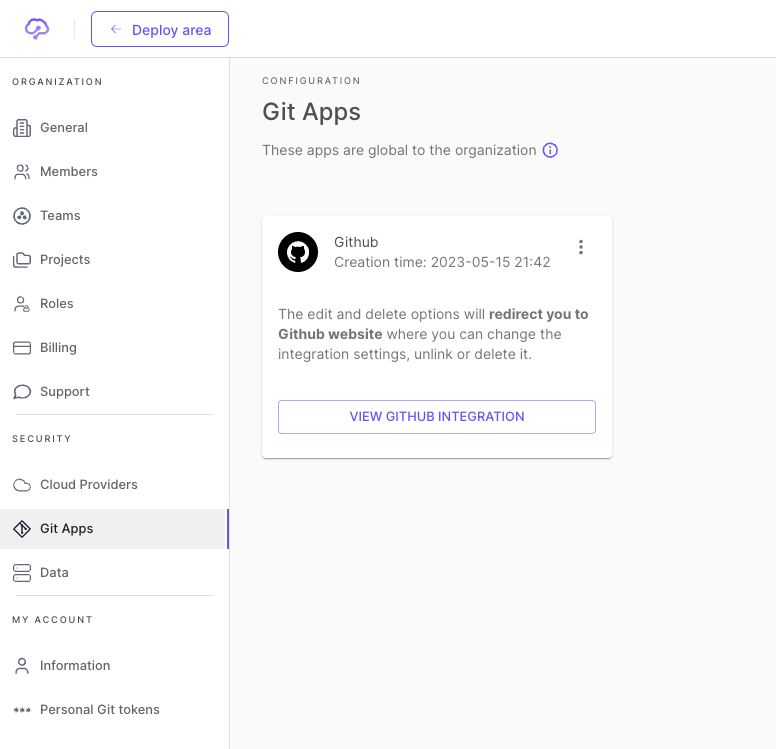 Deploy area
ORGANIZATION
General
Members
Teams
Projects
Roles
Billing
Support
SECURITY
Cloud Providers
Git Apps
Data
MY ACCOUNT
Information
Personal Git tokens
CONFIGURATION
Git Apps
These apps are global to the organization
Github
Creation time: 2023-05-15 21:42
The edit and delete options will redirect you to
Github website where you can change the
integration settings, unlink or delete it.
VIEW GITHUB INTEGRATION